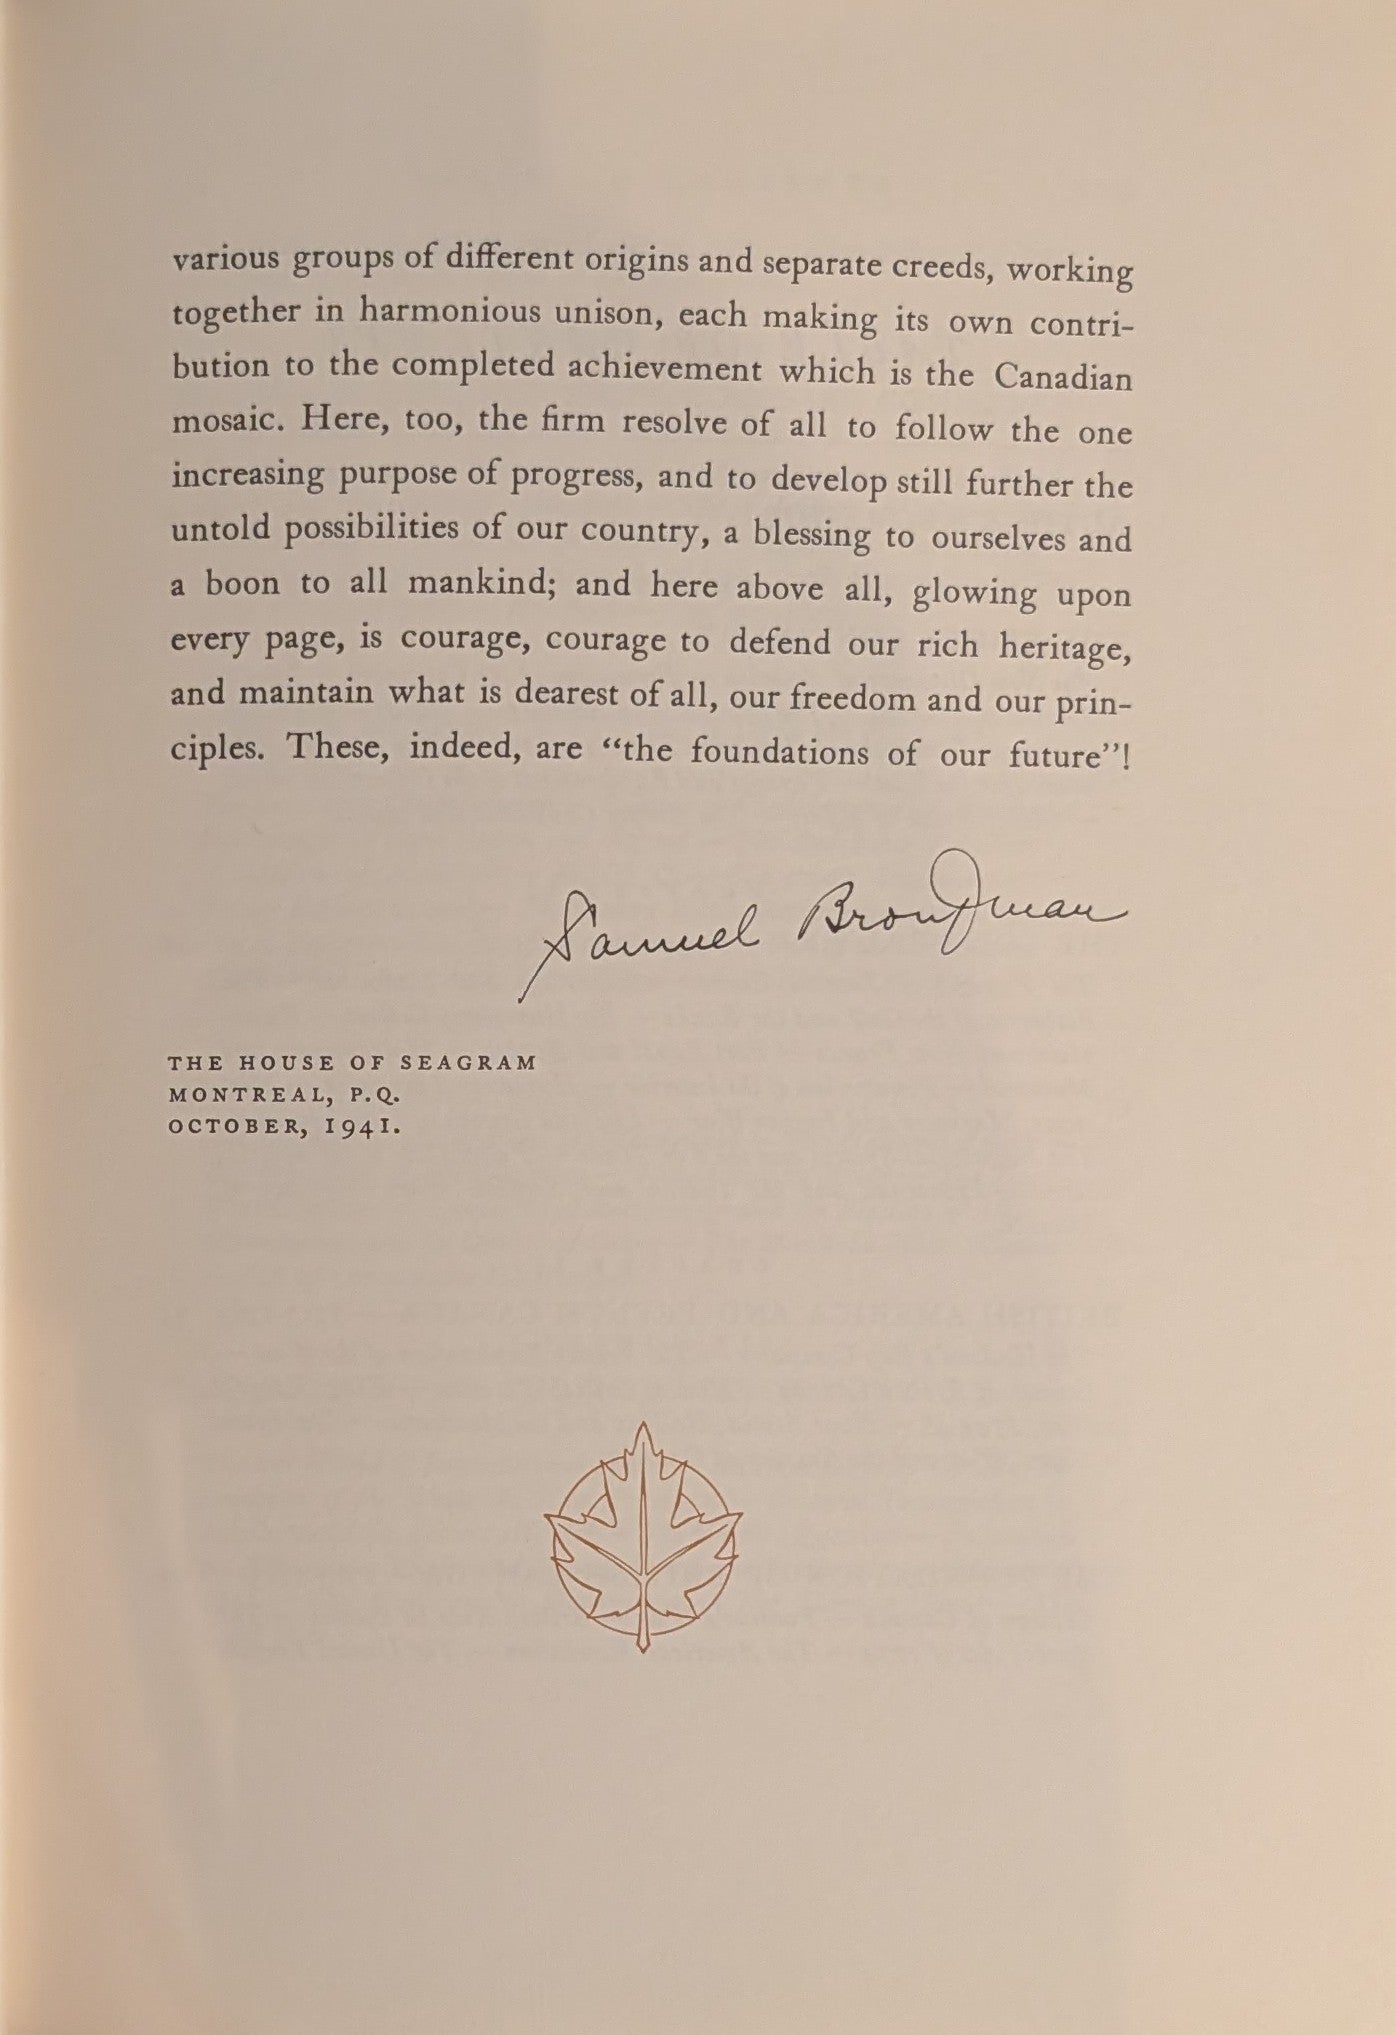 various groups of different origins and separate creeds, working
together in harmonious unison, each making its own contri-
bution to the completed achievement which is the Canadian
mosaic. Here, too, the firm resolve of all to follow the one
increasing purpose of progress, and to develop still further the
untold possibilities of our country, a blessing to ourselves and
a boon to all mankind; and here above all, glowing upon
every page, is courage, courage to defend our rich heritage,
and maintain what is dearest of all, our freedom and our prin-
ciples. These, indeed, are “the foundations of our future”!
Samuel Bronfman
THE HOUSE OF SEAGRAM
MONTREAL, P.Q.
OCTOBER, 1941.